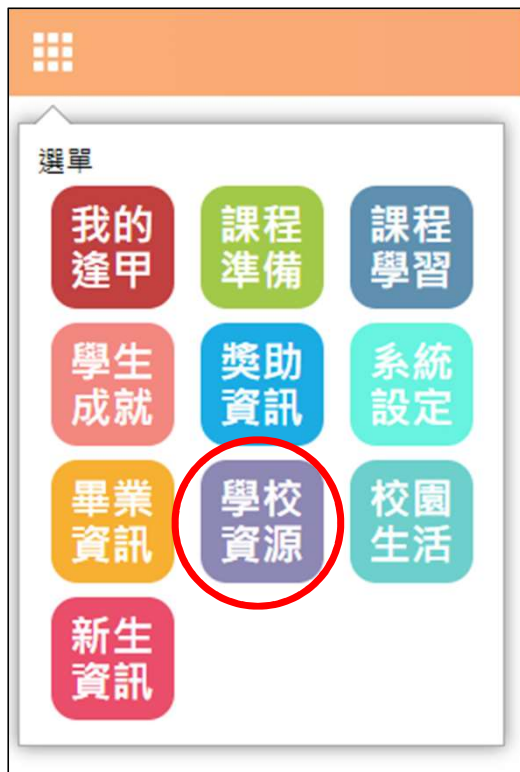 選單
我的
逢甲
課程
準備
課程
學習
學生
成就
獎助
資訊
系統
設定
畢業
資訊
學校
資源
校園
生活
新生
資訊